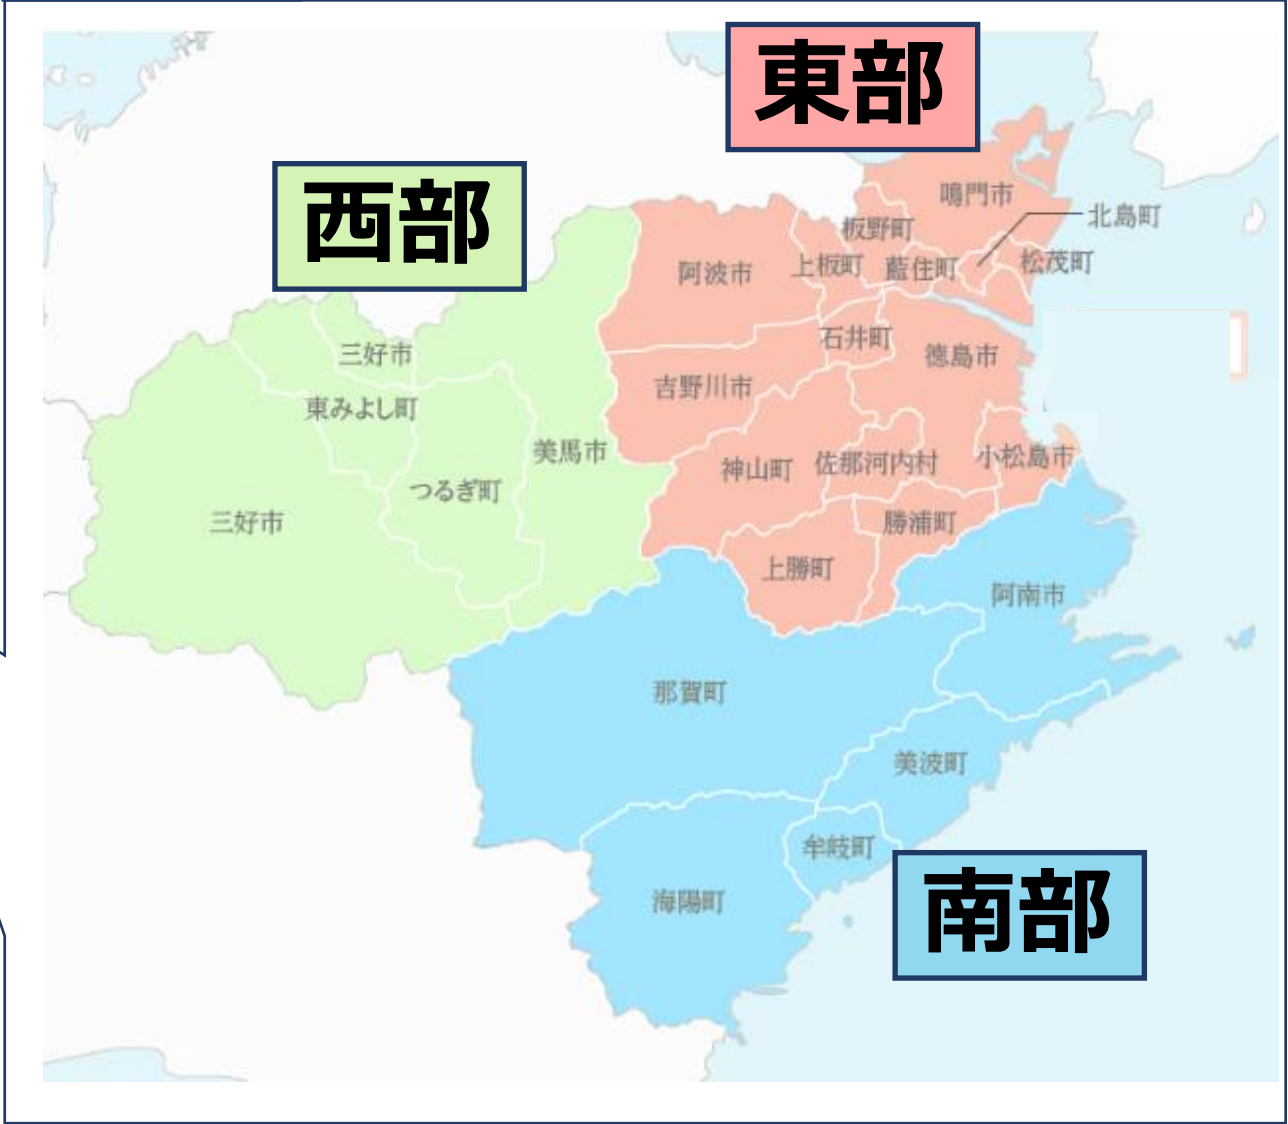 東部
西部
鳴門市
北島町
板野町
松茂町
上板町
藍住町
阿波市
石井町
徳島市
三好市
吉野川市
東みよし町
美馬市
神山町
佐那河内村
小松島市
つるぎ町
三好市
勝浦町
上勝町
阿南市
那賀町
美波町
牟岐町
海陽町
南部